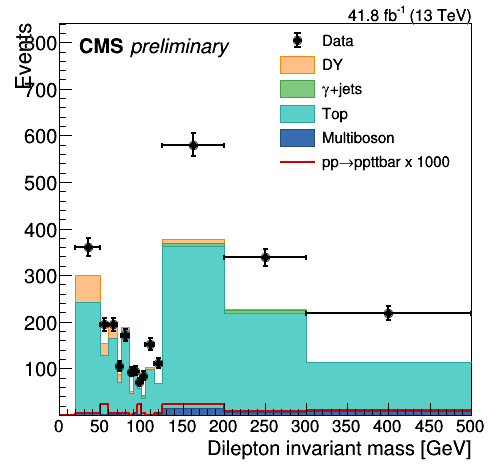 41.8 fb⁻¹ (13 TeV)
Events
CMS preliminary
Data
DY
γ+jets
Top
Multiboson
pp→ppttbar x 1000
800
700
600
500
400
300
200
100
0 50 100 150 200 250 300 350 400 450 500
Dilepton invariant mass [GeV]